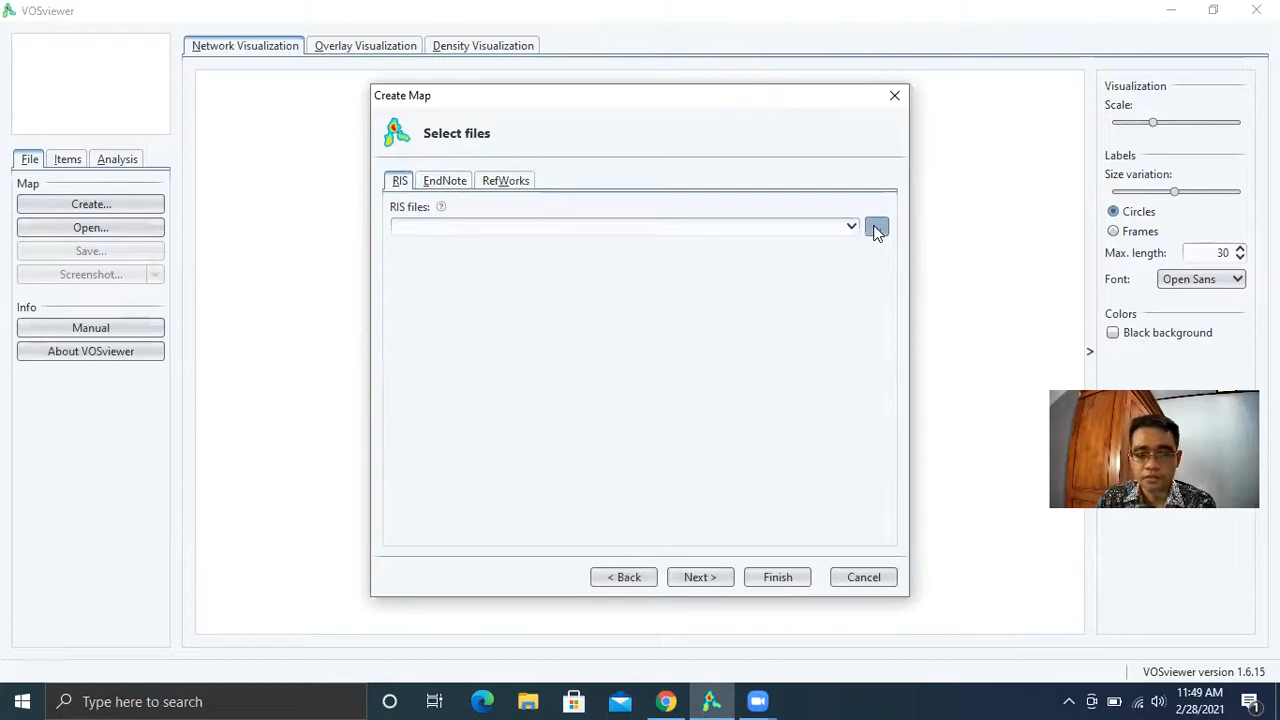 VOSviewer
Network Visualization
Overlay Visualization
Density Visualization
File
Items
Analysis
Map
Create...
Open...
Save...
Screenshot...
Info
Manual
About VOSviewer
Create Map
Select files
RIS
EndNote
RefWorks
RIS files:
< Back
Next >
Finish
Cancel
Visualization
Scale:
Labels
Size variation:
Circles
Frames
Max. length: 30
Font: Open Sans
Colors
Black background
>
VOSviewer version 1.6.15
Type here to search
11:49 AM
2/28/2021
1